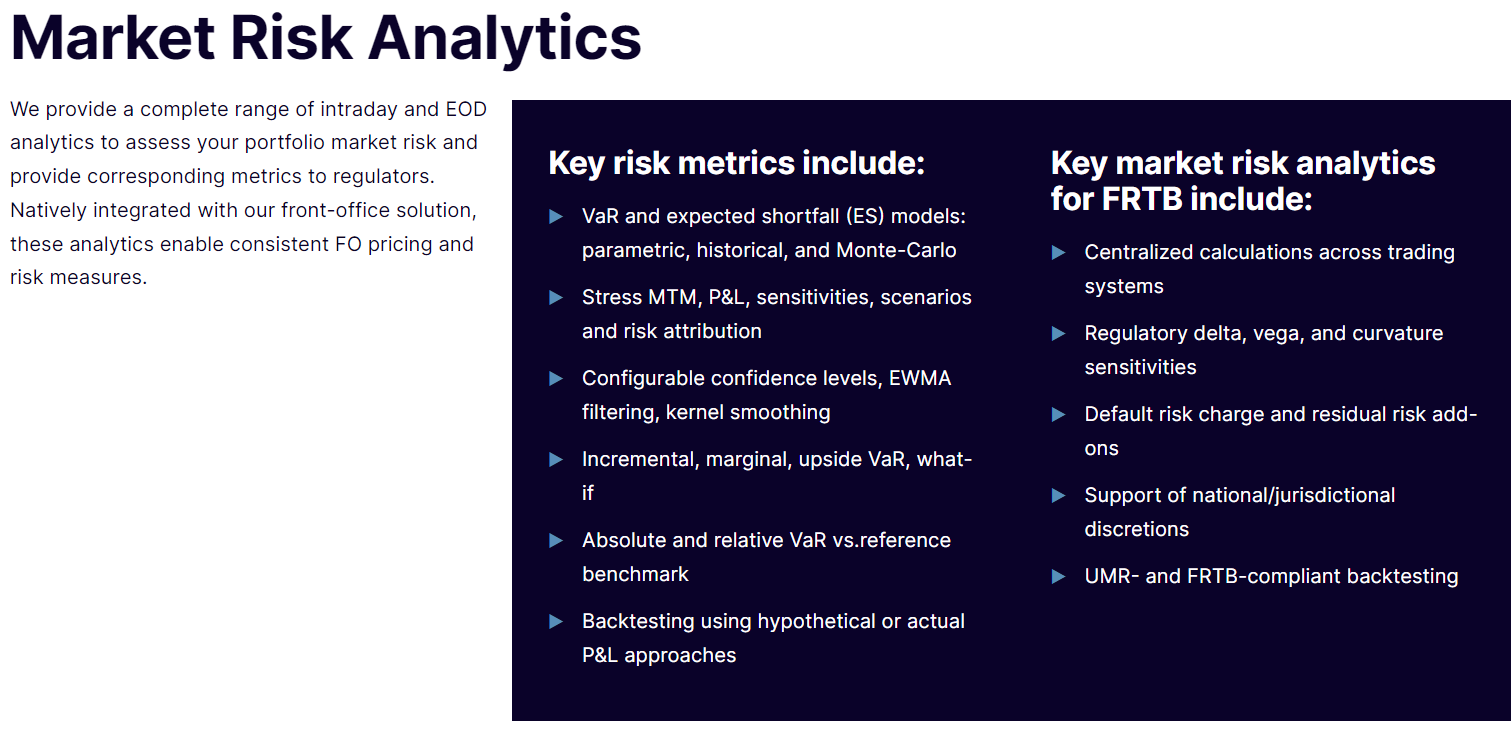 Market Risk Analytics
We provide a complete range of intraday and EOD
analytics to assess your portfolio market risk and
provide corresponding metrics to regulators.
Natively integrated with our front-office solution,
these analytics enable consistent FO pricing and
risk measures.
Key risk metrics include:
VaR and expected shortfall (ES) models:
parametric, historical, and Monte-Carlo
Stress MTM, P&L, sensitivities, scenarios
and risk attribution
Configurable confidence levels, EWMA
filtering, kernel smoothing
Incremental, marginal, upside VaR, what-
if
Absolute and relative VaR vs.reference
benchmark
Backtesting using hypothetical or actual
P&L approaches
Key market risk analytics
for FRTB include:
Centralized calculations across trading
systems
Regulatory delta, vega, and curvature
sensitivities
Default risk charge and residual risk add-
ons
Support of national/jurisdictional
discretions
UMR- and FRTB-compliant backtesting